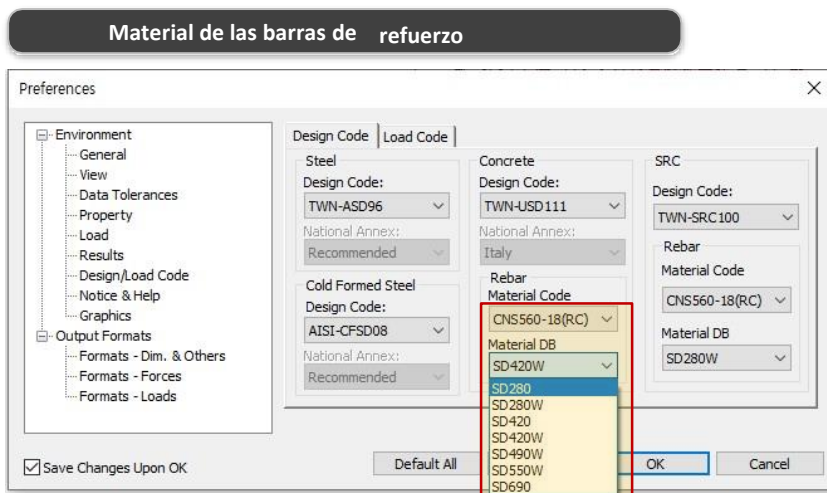 Material de las barras de refuerzo
Preferences
Environment
General
View
Data Tolerances
Property
Load
Results
Design/Load Code
Notice & Help
Graphics
Output Formats
Formats - Dim. & Others
Formats - Forces
Formats - Loads
Design Code
Load Code
Steel
Design Code:
TWN-ASD96
National Annex:
Recommended
Cold Formed Steel
Design Code:
AISI-CFSD08
National Annex:
Recommended
Concrete
Design Code:
TWN-USD111
National Annex:
Italy
Rebar
Material Code
CNS560-18(RC)
Material DB
SD420W
SD280
SD280W
SD420
SD420W
SD490W
SD550W
SD690
SRC
Design Code:
TWN-SRC100
Rebar
Material Code
CNS560-18(RC)
Material DB
SD280W
Save Changes Upon OK
Default All
OK
Cancel